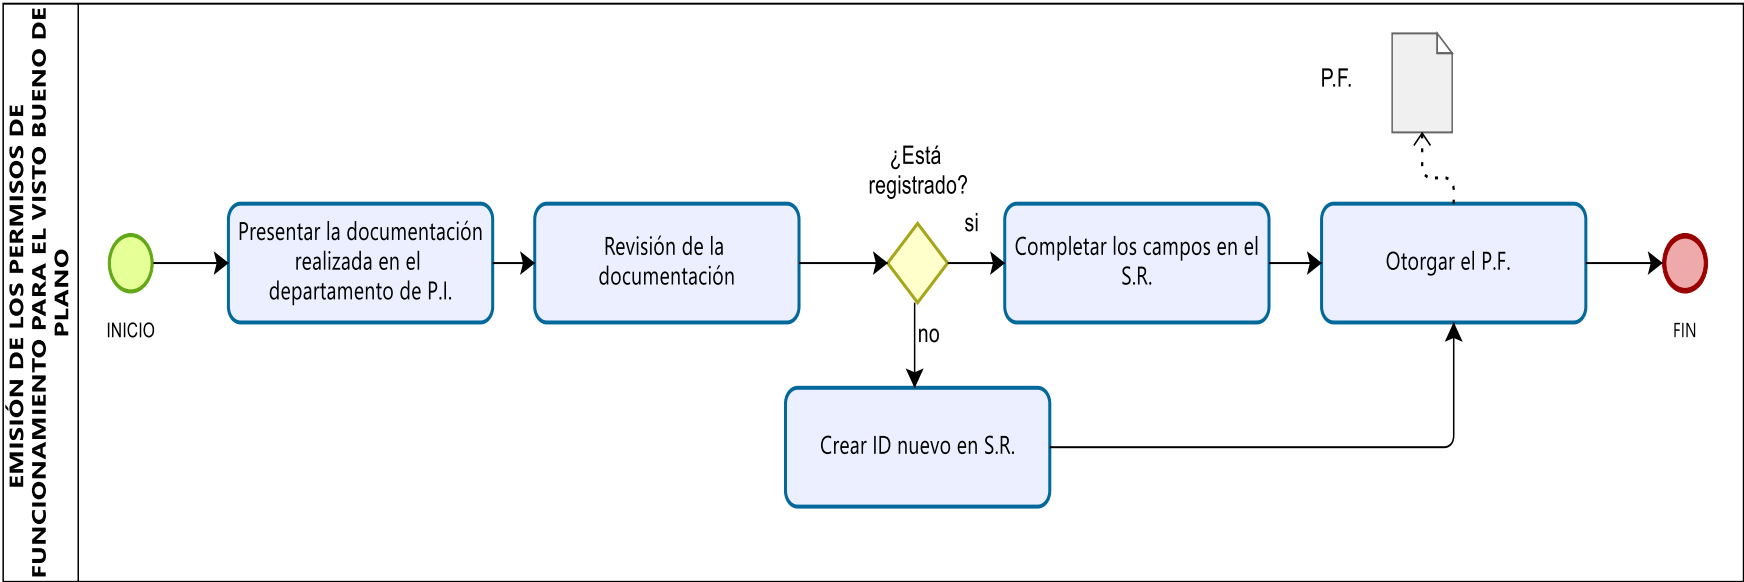 EMISIÓN DE LOS PERMISOS DE
FUNCIONAMIENTO PARA EL VISTO BUENO DE
PLANO
INICIO
Presentar la documentación
realizada en el
departamento de P.I.
Revisión de la
documentación
¿Está
registrado?
si
no
Completar los campos en el
S.R.
Crear ID nuevo en S.R.
Otorgar el P.F.
P.F.
FIN